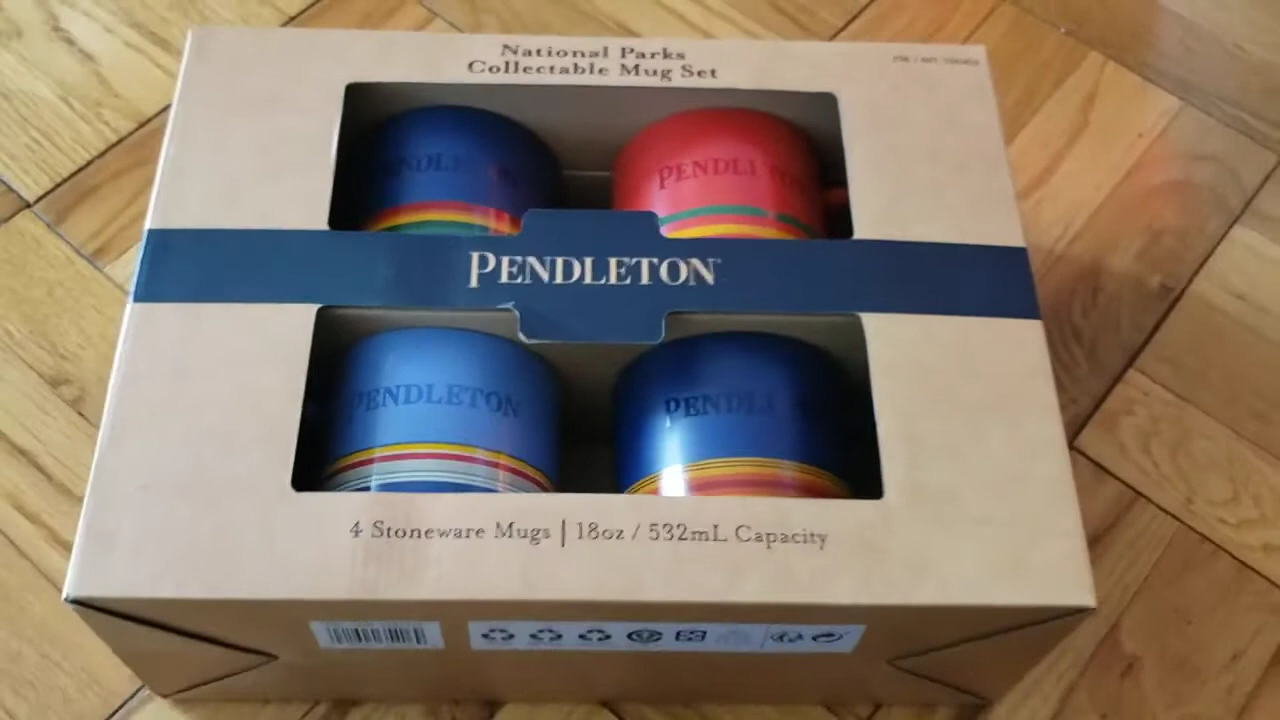 National Parks
Collectable Mug Set
PENDLETON
PENDLETON
PENDLETON
4 Stoneware Mugs | 18oz / 532mL Capacity